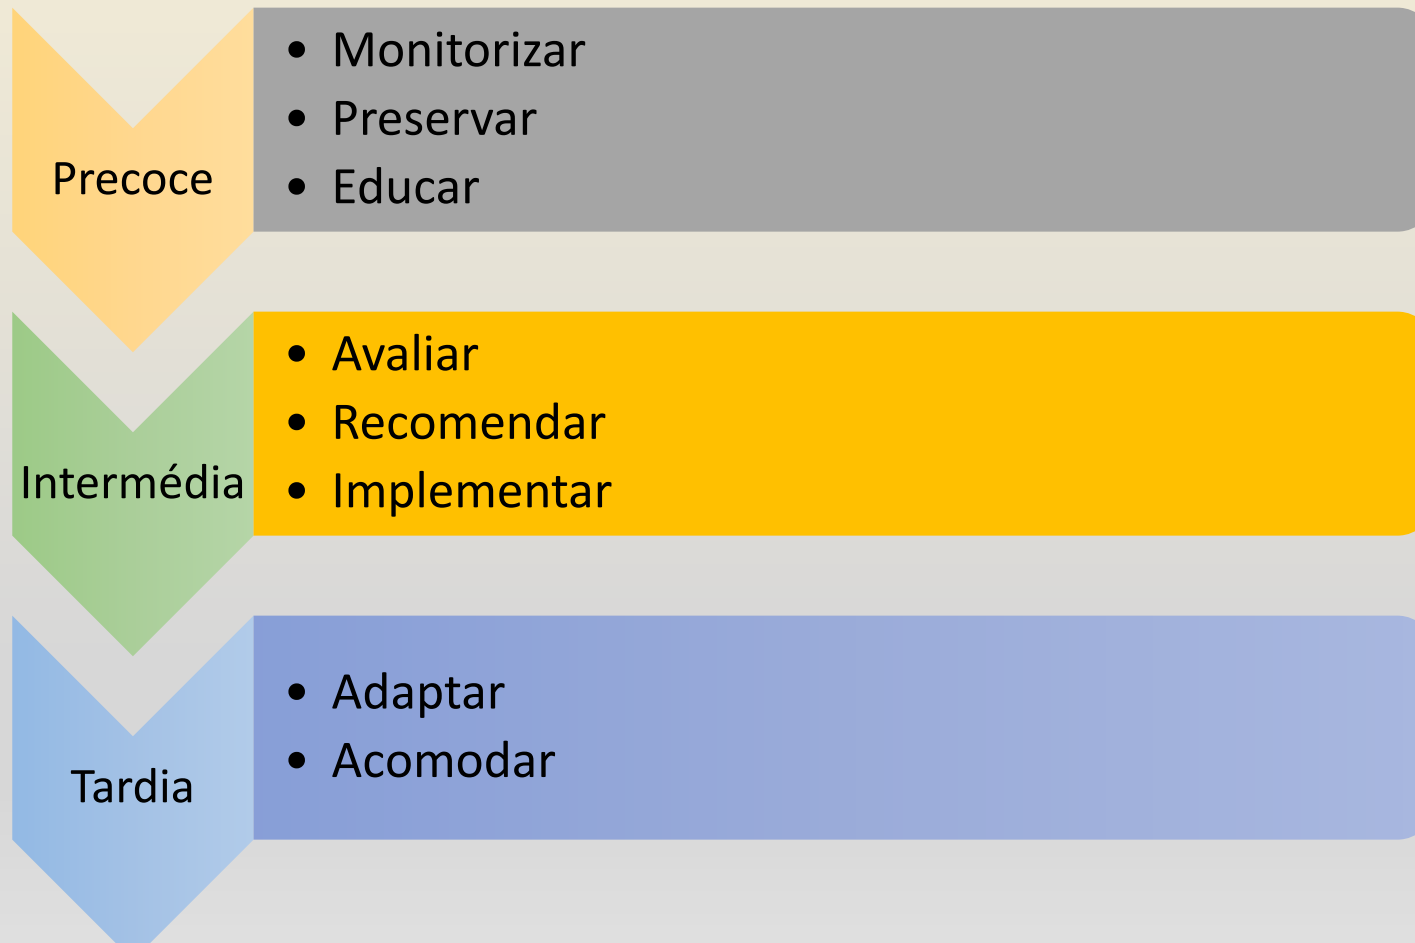 Precoce
• Monitorizar
• Preservar
• Educar
Intermédia
• Avaliar
• Recomendar
• Implementar
Tardia
• Adaptar
• Acomodar